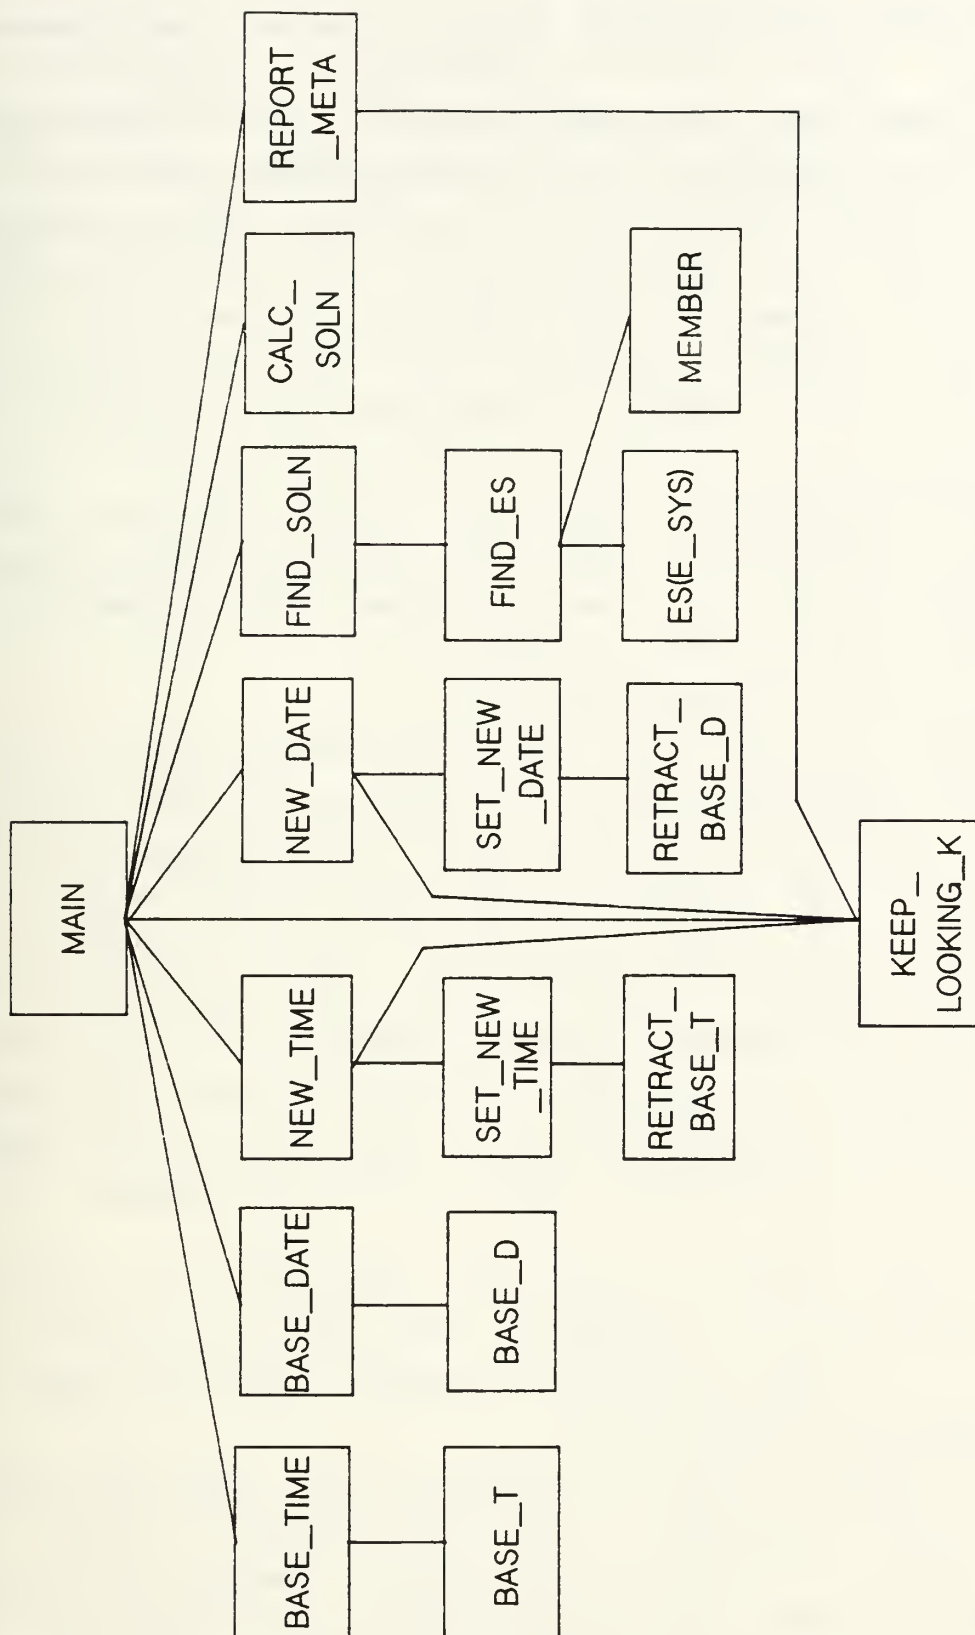 MAIN
BASE_TIME
BASE_DATE
NEW_TIME
NEW_DATE
FIND_SOLN
CALC_
SOLN
REPORT
_META
BASE_T
BASE_D
SET_NEW
_TIME
SET_NEW
_DATE
FIND_ES
RETRACT_
BASE_T
RETRACT_
BASE_D
ES(E_SYS)
MEMBER
KEEP_
LOOKING_K